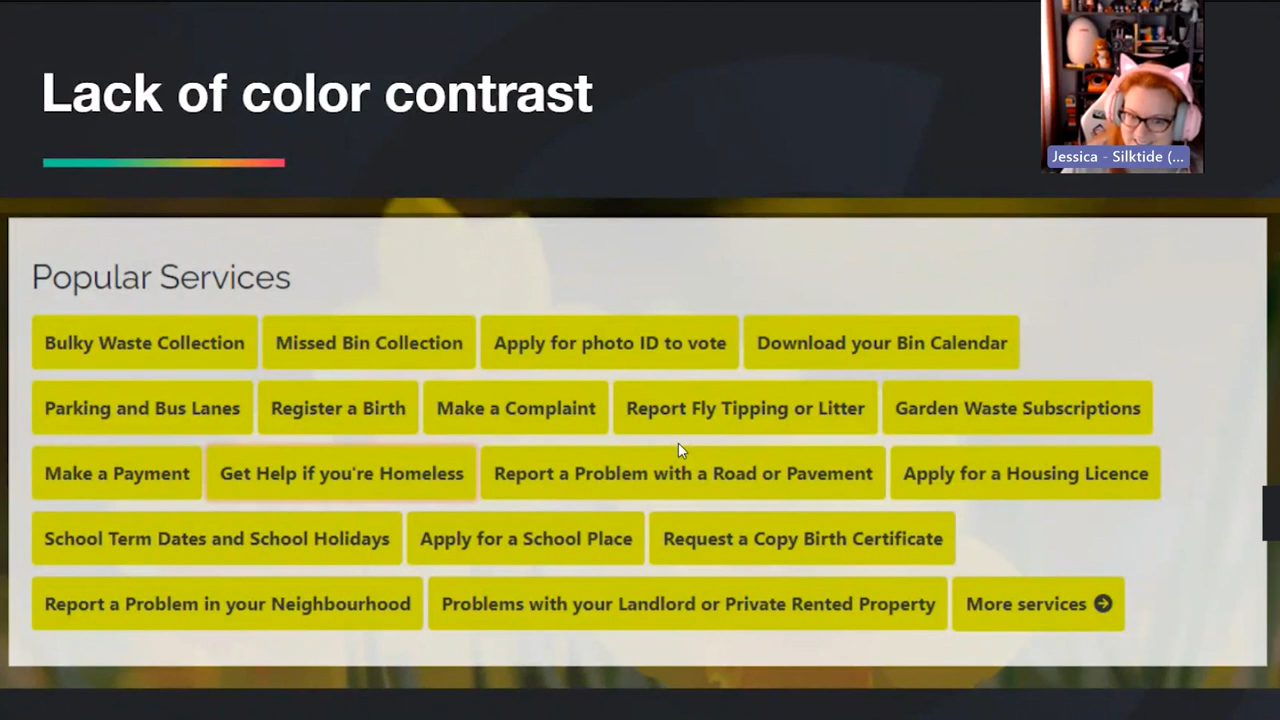 Lack of color contrast
Jessica - Silktide (...
Popular Services
Bulky Waste Collection
Missed Bin Collection
Apply for photo ID to vote
Download your Bin Calendar
Parking and Bus Lanes
Register a Birth
Make a Complaint
Report Fly Tipping or Litter
Garden Waste Subscriptions
Make a Payment
Get Help if you're Homeless
Report a Problem with a Road or Pavement
Apply for a Housing Licence
School Term Dates and School Holidays
Apply for a School Place
Request a Copy Birth Certificate
Report a Problem in your Neighbourhood
Problems with your Landlord or Private Rented Property
More services